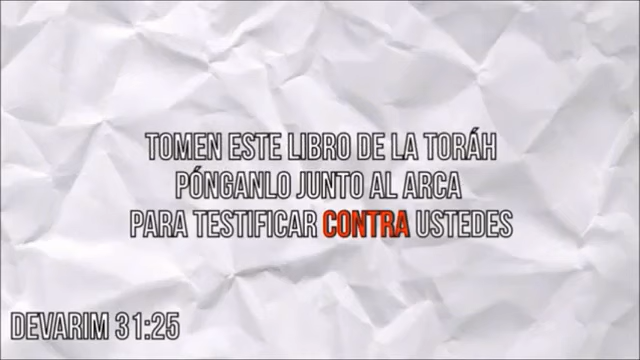 TOMEN ESTE LIBRO DE LA TORÁH
PÓNGANLO JUNTO AL ARCA
PARA TESTIFICAR CONTRA USTEDES
DEVARIM 31:25